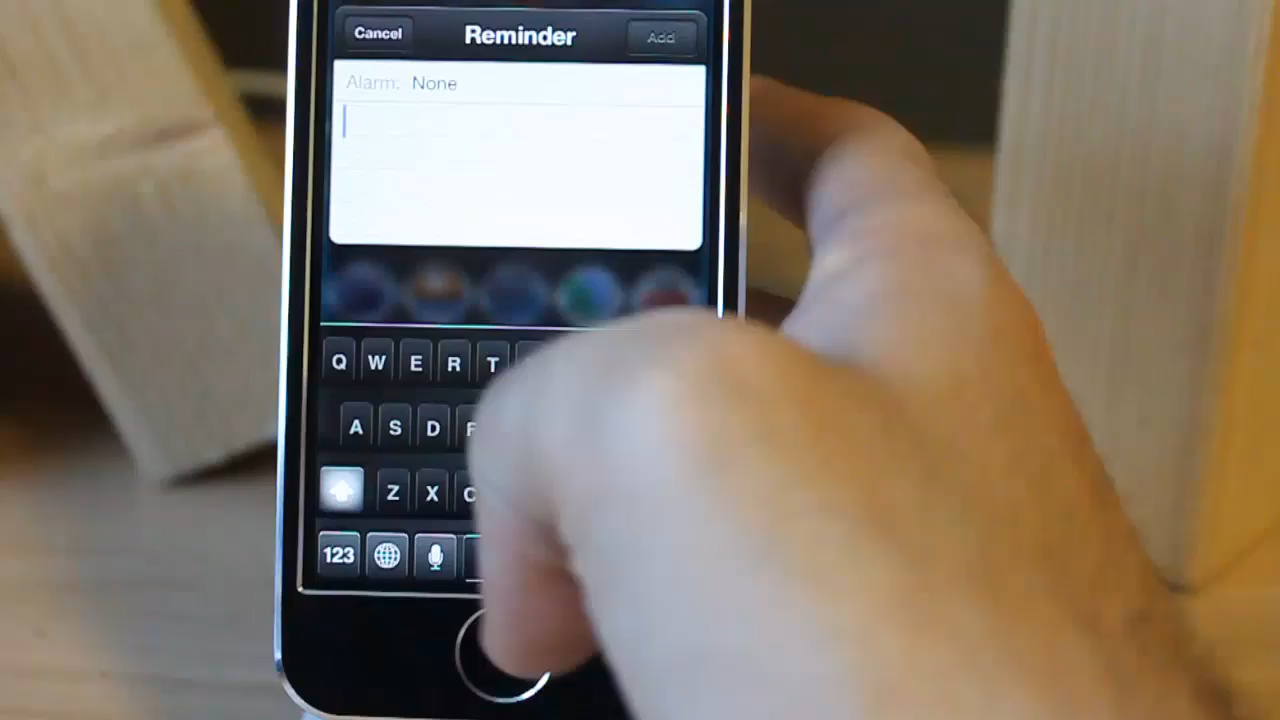 Cancel Reminder Add
Alarm: None
Q W E R T
A S D F
Z X C
123